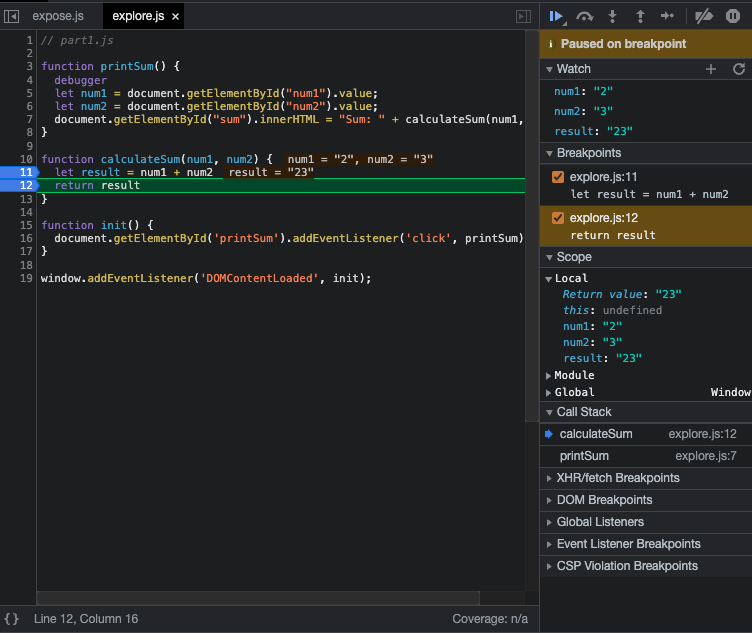 expose.js explore.js ×
1 // part1.js
2
3 function printSum() {
4 debugger
5 let num1 = document.getElementById("num1").value;
6 let num2 = document.getElementById("num2").value;
7 document.getElementById("sum").innerHTML = "Sum: " + calculateSum(num1,
8 }
9
10 function calculateSum(num1, num2) { num1 = "2", num2 = "3"
11 let result = num1 + num2 result = "23"
12 return result
13 }
14
15 function init() {
16 document.getElementById('printSum').addEventListener('click', printSum)
17 }
18
19 window.addEventListener('DOMContentLoaded', init);
{} Line 12, Column 16 Coverage: n/a
i Paused on breakpoint
Watch
num1: "2"
num2: "3"
result: "23"
Breakpoints
explore.js:11
let result = num1 + num2
explore.js:12
return result
Scope
Local
Return value: "23"
this: undefined
num1: "2"
num2: "3"
result: "23"
Module
Global Window
Call Stack
calculateSum explore.js:12
printSum explore.js:7
XHR/fetch Breakpoints
DOM Breakpoints
Global Listeners
Event Listener Breakpoints
CSP Violation Breakpoints